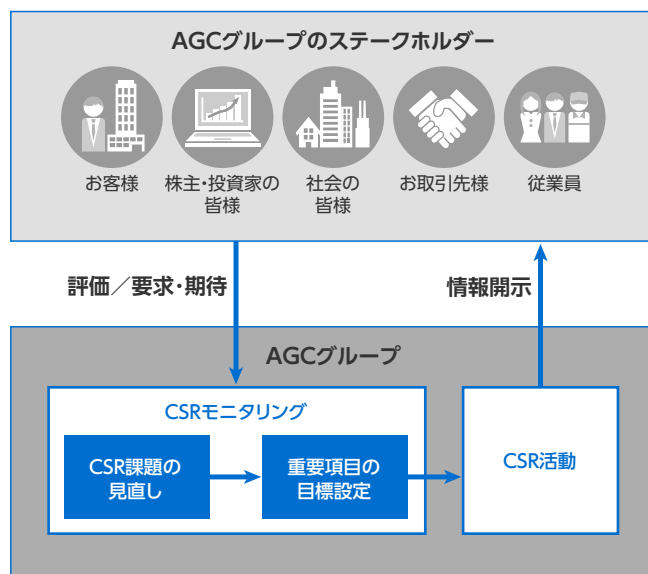 AGCグループのステークホルダー
お客様
株主・投資家の
皆様
社会の
皆様
お取引先様
従業員
評価／要求・期待
情報開示
AGCグループ
CSRモニタリング
CSR課題の
見直し
重要項目の
目標設定
CSR活動